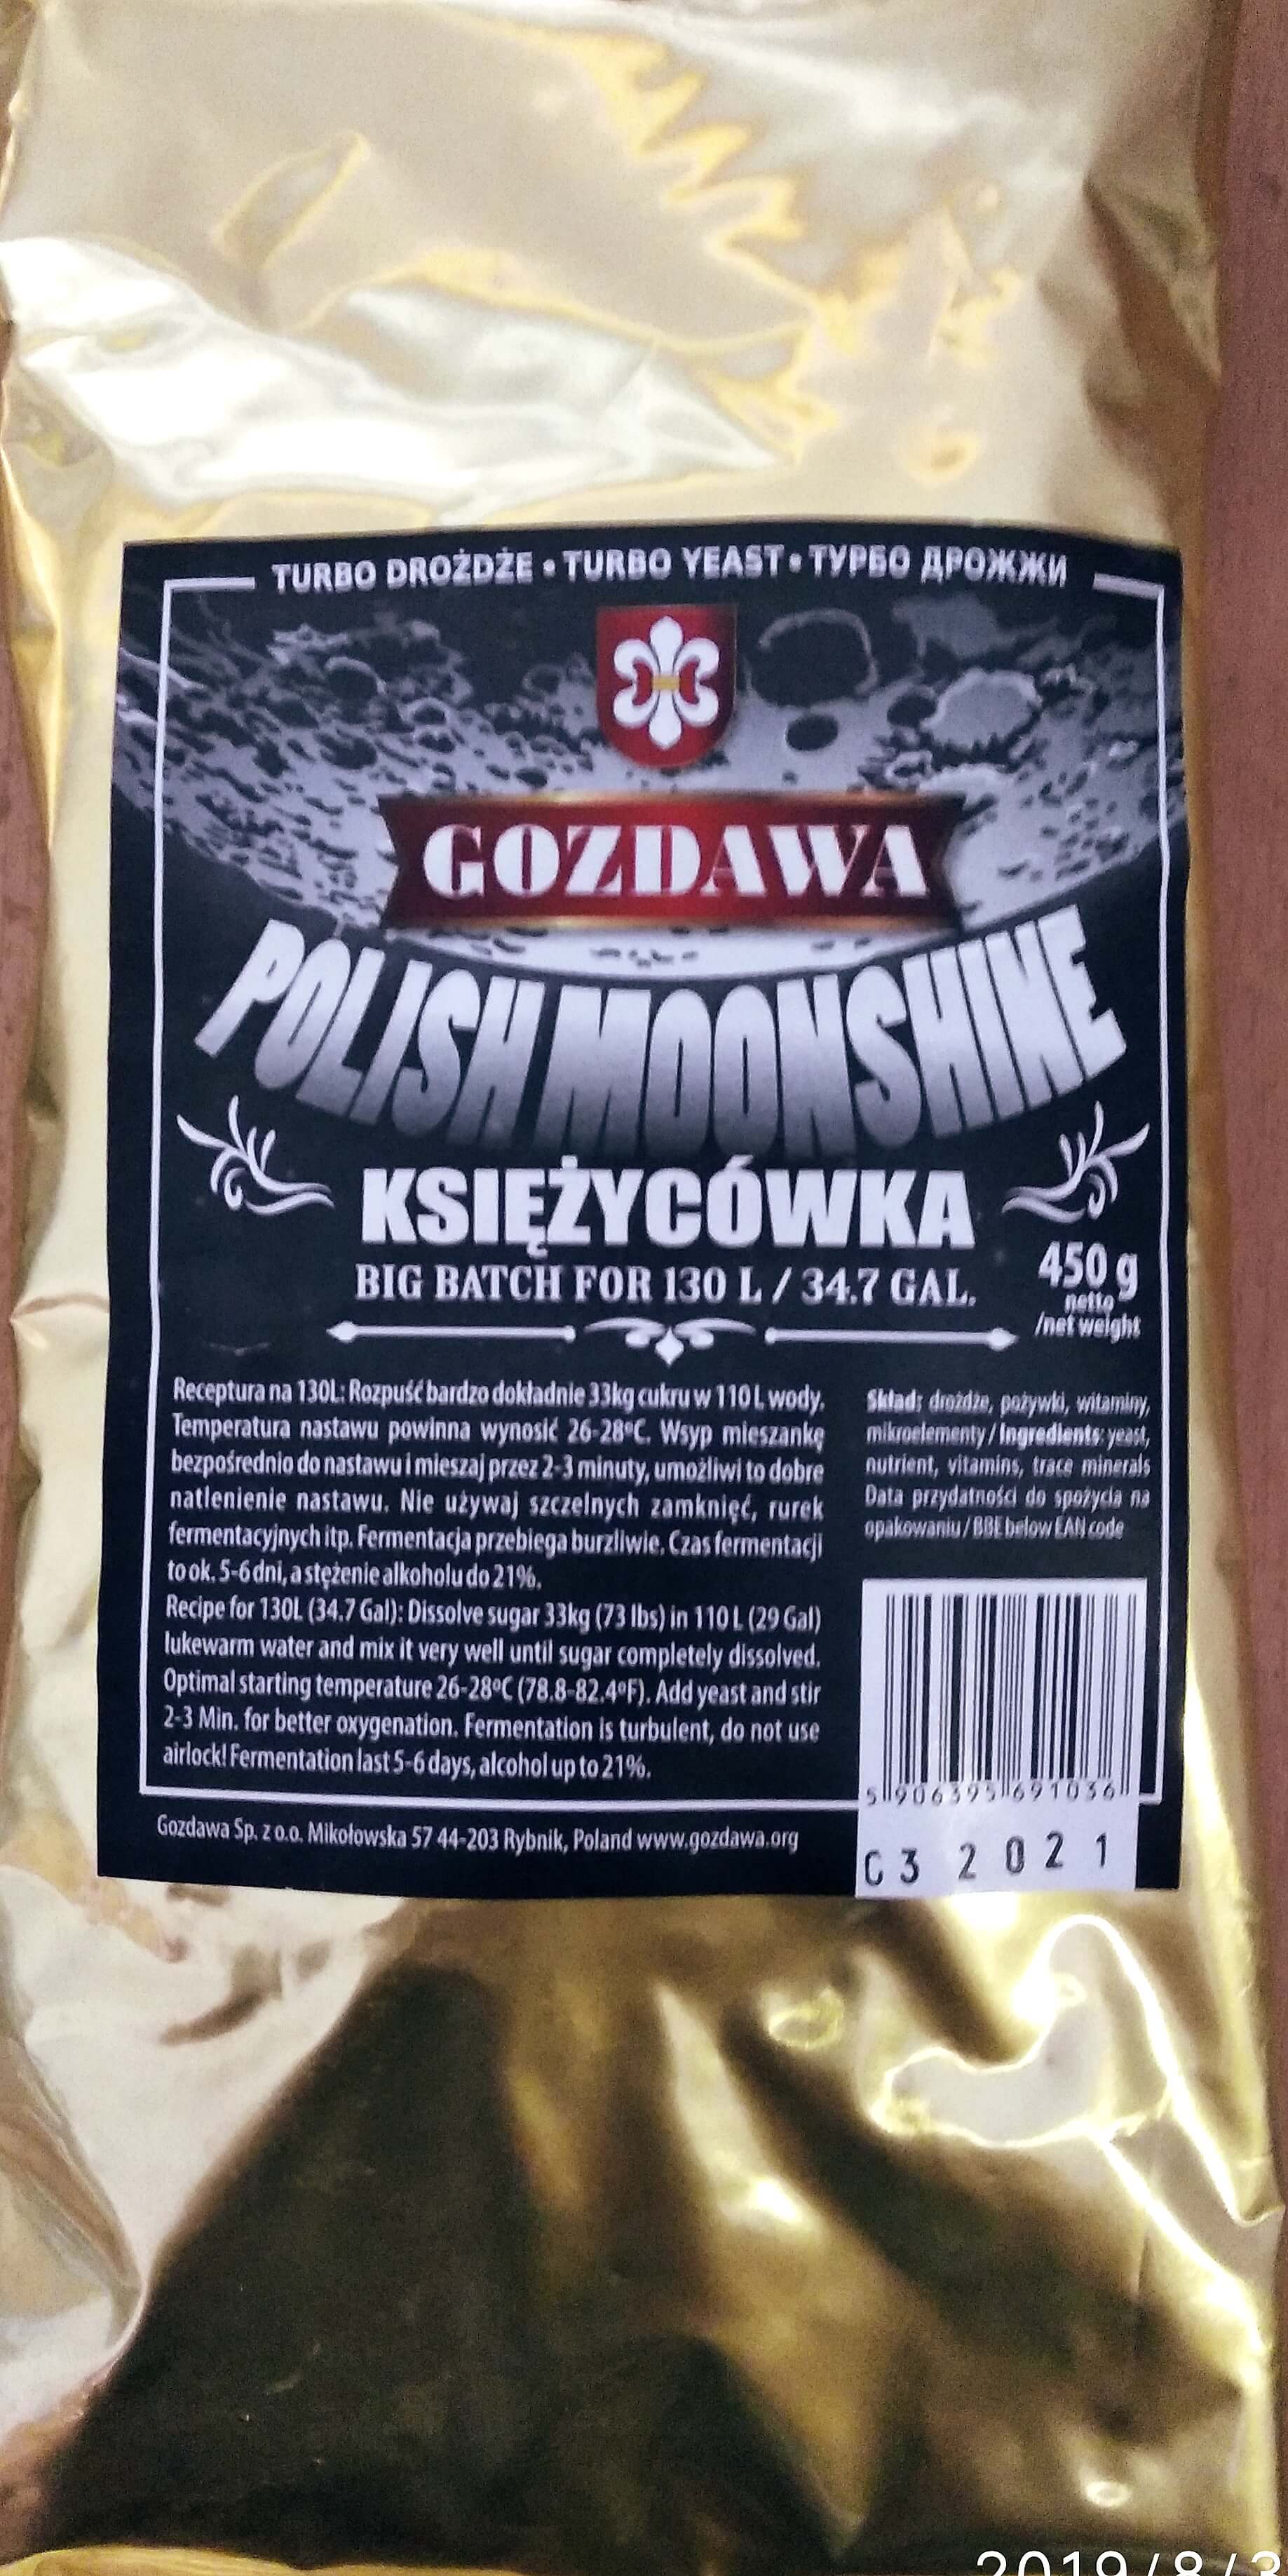 TURBO DROŻDŻE • TURBO YEAST • ТУРБО ДРОЖЖИ
GOZDAWA
POLISH MOONSHINE
KSIĘŻYCÓWKA
BIG BATCH FOR 130 L / 34.7 GAL.
450 g
netto
/net weight
Receptura na 130L: Rozpuść bardzo dokładnie 33kg cukru w 110 L wody.
Temperatura nastawu powinna wynosić 26-28ºC. Wsyp mieszankę
bezpośrednio do nastawu i mieszaj przez 2-3 minuty, umożliwi to dobre
natlenienie nastawu. Nie używaj szczelnych zamknięć, rurek
fermentacyjnych itp. Fermentacja przebiega burzliwie. Czas fermentacji
to ok. 5-6 dni, a stężenie alkoholu do 21%.
Recipe for 130L (34.7 Gal): Dissolve sugar 33kg (73 lbs) in 110 L (29 Gal)
lukewarm water and mix it very well until sugar completely dissolved.
Optimal starting temperature 26-28ºC (78.8-82.4ºF). Add yeast and stir
2-3 Min. for better oxygenation. Fermentation is turbulent, do not use
airlock! Fermentation last 5-6 days, alcohol up to 21%.
Skład: drożdże, pożywki, witaminy,
mikroelementy / Ingredients: yeast,
nutrient, vitamins, trace minerals
Data przydatności do spożycia na
opakowaniu / BBE below EAN code
5 906395 691036
03 2021
Gozdawa Sp. z o.o. Mikołowska 57 44-203 Rybnik, Poland www.gozdawa.org
2019/8/3